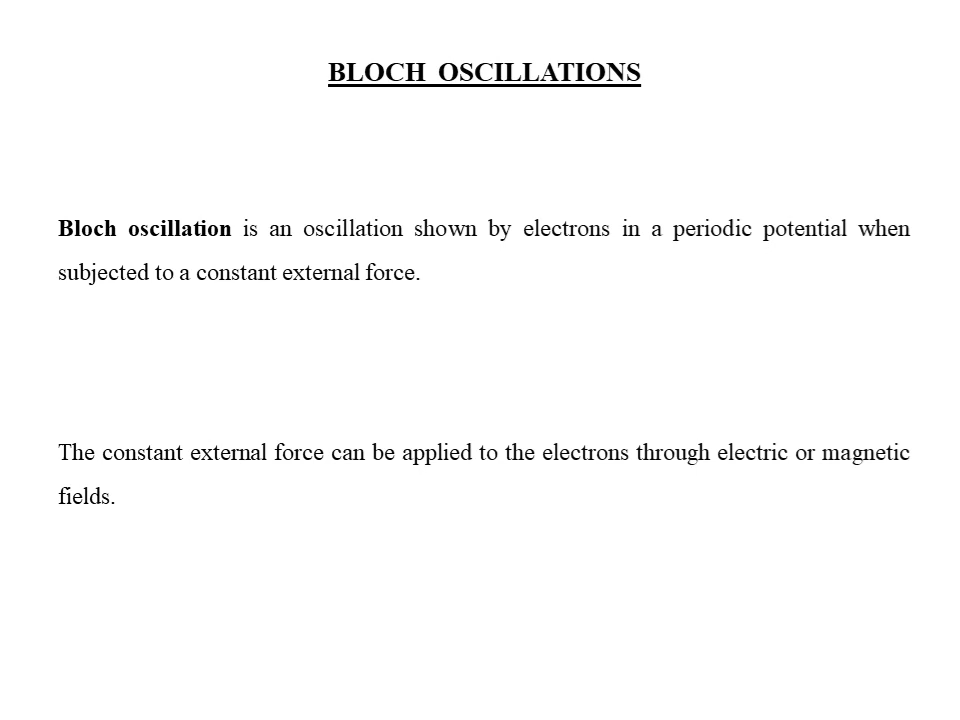 BLOCH OSCILLATIONS
Bloch oscillation is an oscillation shown by electrons in a periodic potential when
subjected to a constant external force.
The constant external force can be applied to the electrons through electric or magnetic
fields.